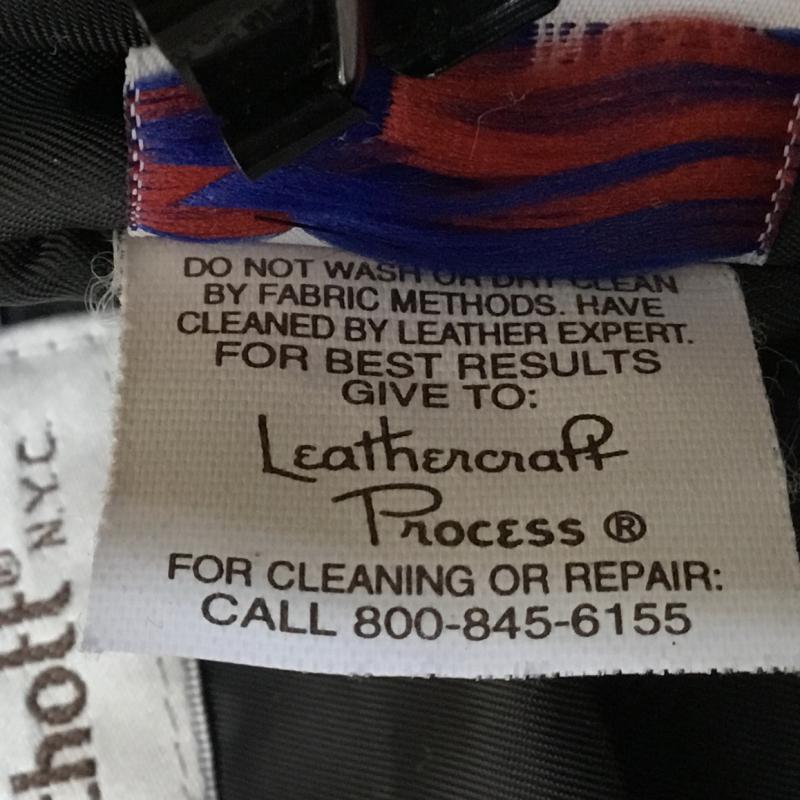 DO NOT WASH OR DRY CLEAN
BY FABRIC METHODS. HAVE
CLEANED BY LEATHER EXPERT.
FOR BEST RESULTS
GIVE TO:
Leathercraft
Process ®
FOR CLEANING OR REPAIR:
CALL 800-845-6155
chott®
N.Y.C.